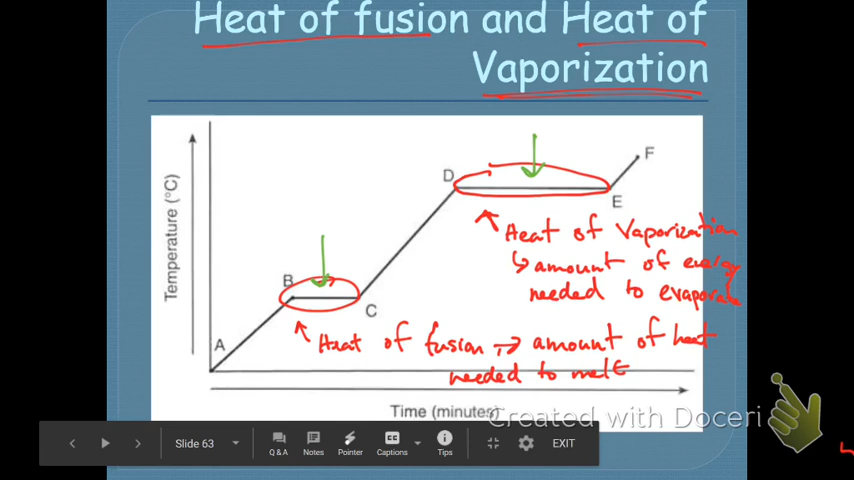 Heat of fusion and Heat of
Vaporization
Temperature (°C)
A
B
C
D
E
F
Heat of Vaporization
↳ amount of energy
needed to evaporate
Heat of fusion → amount of heat
needed to melt
Time (minutes)
Created with Doceri
Slide 63
Q & A
Notes
Pointer
Captions
Tips
EXIT